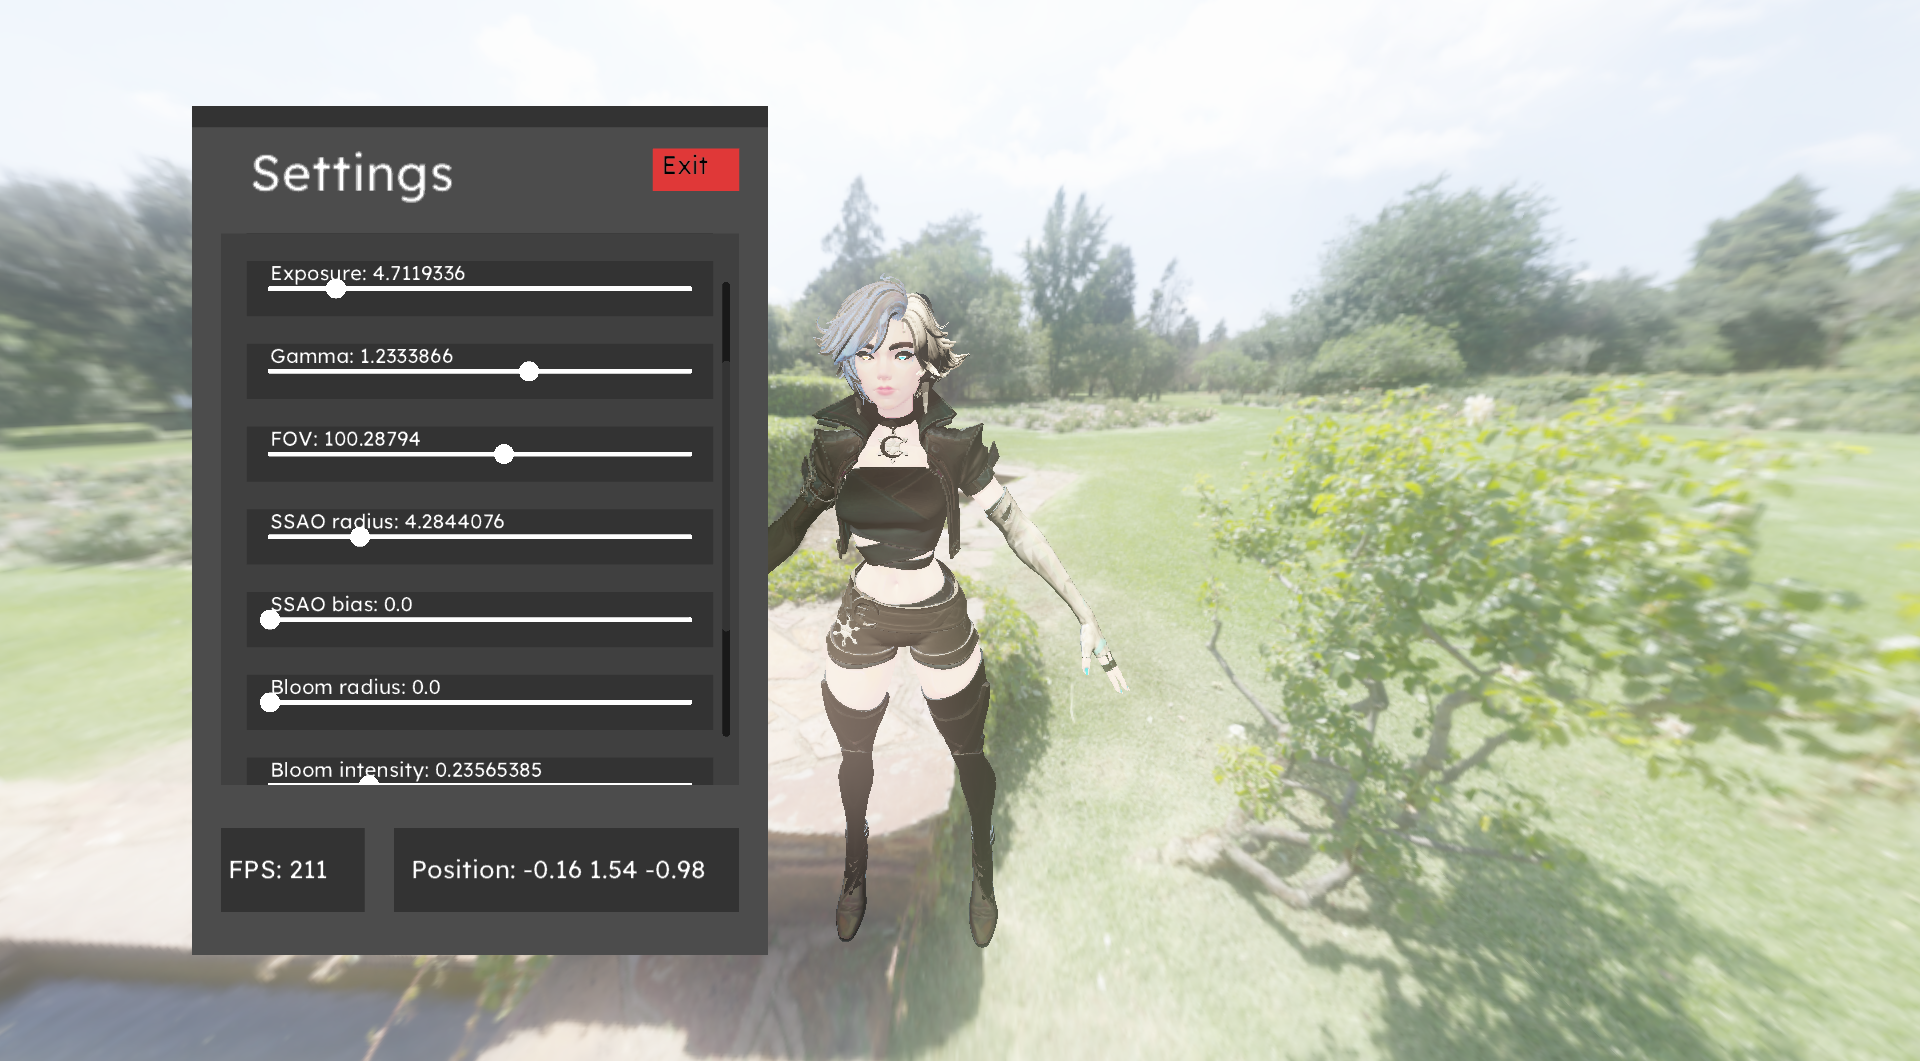 Settings
Exit
Exposure: 4.7119336
Gamma: 1.2333866
FOV: 100.28794
SSAO radius: 4.2844076
SSAO bias: 0.0
Bloom radius: 0.0
Bloom intensity: 0.23565385
FPS: 211
Position: -0.16 1.54 -0.98